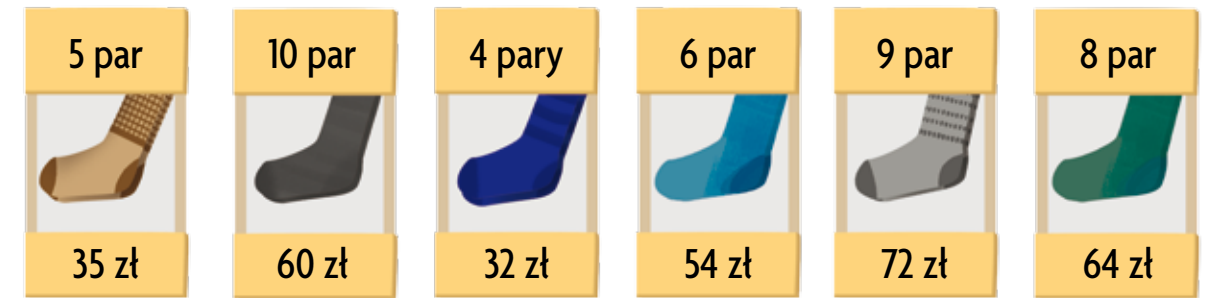 5 par
10 par
4 pary
6 par
9 par
8 par
35 zł
60 zł
32 zł
54 zł
72 zł
64 zł